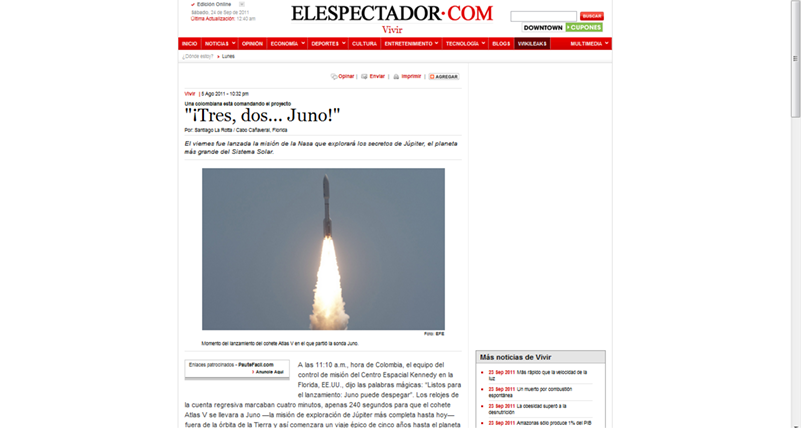 Edición Online
Sábado, 24 de Sep de 2011
Última Actualización: 12:40 am
ELESPECTADOR·COM
Vivir
BUSCAR
DOWNTOWN CUPONES
INICIO NOTICIAS OPINIÓN ECONOMÍA DEPORTES CULTURA ENTRETENIMIENTO TECNOLOGÍA BLOGS WIKILEAKS MULTIMEDIA
¿Dónde estoy? Lunes
Opinar | Enviar | Imprimir | AGREGAR
Vivir | 5 Ago 2011 - 10:32 pm
Una colombiana está comandando el proyecto
"¡Tres, dos... Juno!"
Por: Santiago La Rotta / Cabo Cañaveral, Florida
El viernes fue lanzada la misión de la Nasa que explorará los secretos de Júpiter, el planeta
más grande del Sistema Solar.
Foto: EFE
Momento del lanzamiento del cohete Atlas V en el que partió la sonda Juno.
Enlaces patrocinados - PauteFacil.com
Anuncie Aquí
A las 11:10 a.m., hora de Colombia, el equipo del
control de misión del Centro Espacial Kennedy en la
Florida, EE.UU., dijo las palabras mágicas: “Listos para
el lanzamiento: Juno puede despegar”. Los relojes de
la cuenta regresiva marcaban cuatro minutos, apenas 240 segundos para que el cohete
Atlas V se llevara a Juno —la misión de exploración de Júpiter más completa hasta hoy—
fuera de la órbita de la Tierra y así comenzara un viaje épico de cinco años hasta el planeta
Más noticias de Vivir
23 Sep 2011 Más rápido que la velocidad de la
luz
23 Sep 2011 Un muerto por combustión
espontánea
23 Sep 2011 La obesidad superó a la
desnutrición
23 Sep 2011 Amazonas sólo produce 1% del PIB